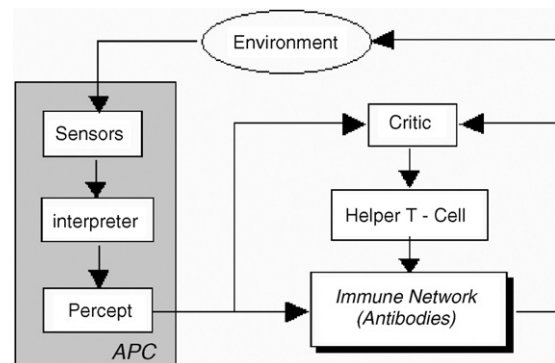 Environment
Sensors
Critic
interpreter
Helper T - Cell
Percept
Immune Network
(Antibodies)
APC